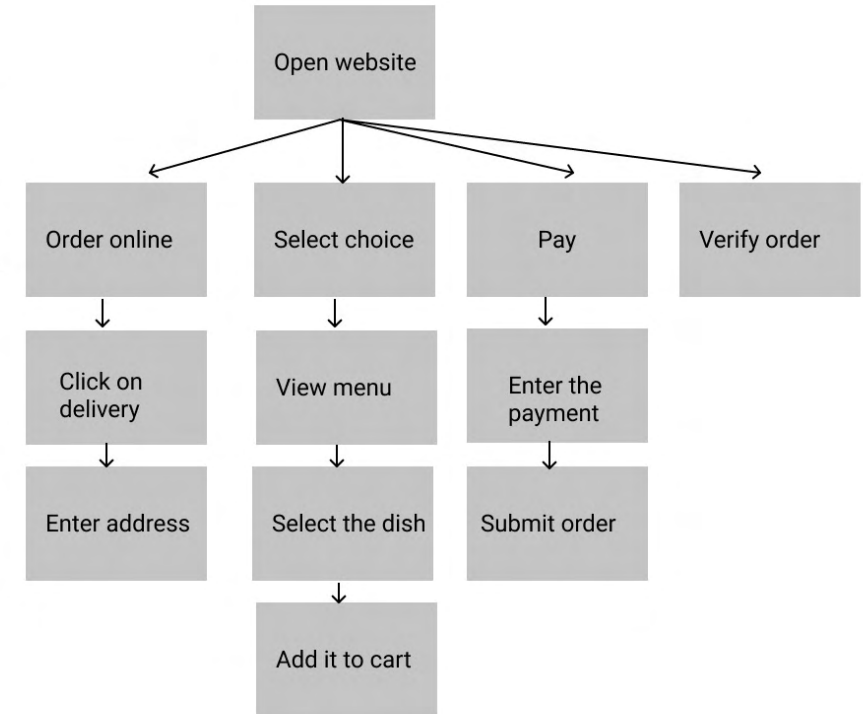 Open website
Order online
Select choice
Pay
Verify order
Click on
delivery
View menu
Enter the
payment
Enter address
Select the dish
Submit order
Add it to cart